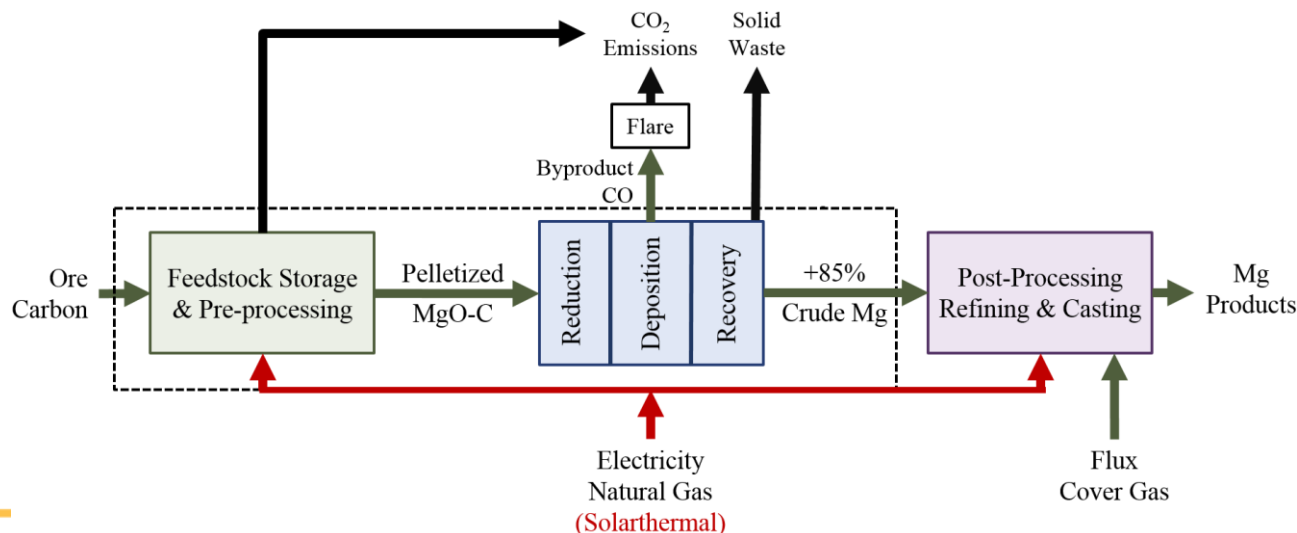 CO₂
Emissions
Solid
Waste
Flare
Byproduct
CO
Ore
Carbon
Feedstock Storage
& Pre-processing
Pelletized
MgO-C
Reduction
Deposition
Recovery
+85%
Crude Mg
Post-Processing
Refining & Casting
Mg
Products
Electricity
Natural Gas
(Solarthermal)
Flux
Cover Gas